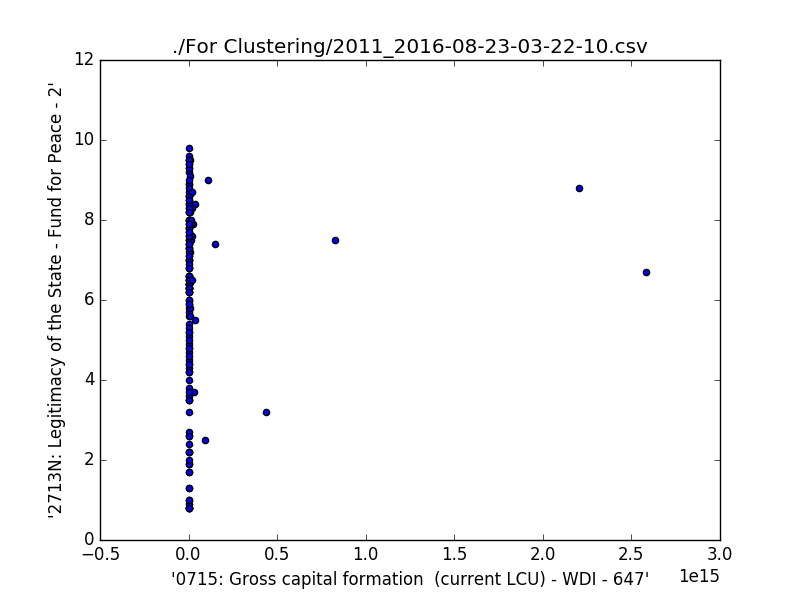 ./For Clustering/2011_2016-08-23-03-22-10.csv
12
10
8
6
4
2
0
'2713N: Legitimacy of the State - Fund for Peace - 2'
−0.5 0.0 0.5 1.0 1.5 2.0 2.5 3.0
1e15
'0715: Gross capital formation  (current LCU) - WDI - 647'